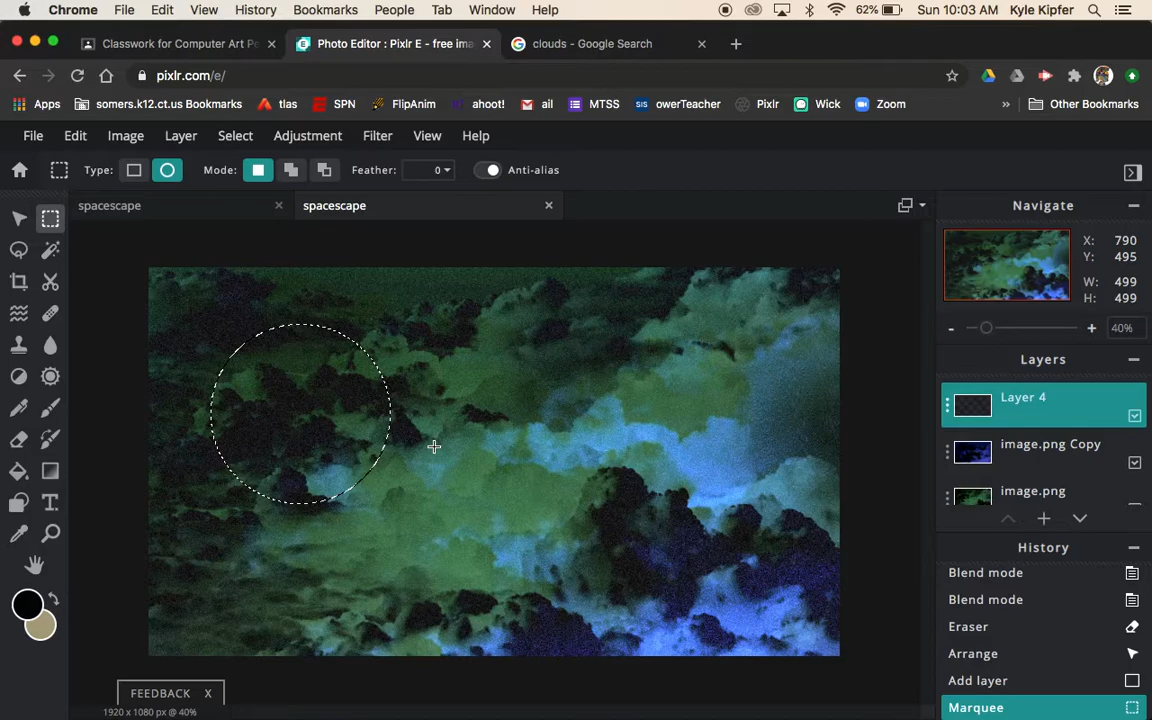 Chrome File Edit View History Bookmarks People Tab Window Help 62% Sun 10:03 AM Kyle Kipfer
Classwork for Computer Art Pe Photo Editor : Pixlr E - free ima clouds - Google Search
pixlr.com/e/
Apps somers.k12.ct.us Bookmarks tlas SPN FlipAnim ahoot! ail MTSS SIS owerTeacher Pixlr Wick Zoom » Other Bookmarks
File Edit Image Layer Select Adjustment Filter View Help
Type: Mode: Feather: 0 Anti-alias
spacescape spacescape Navigate
X: 790
Y: 495
W: 499
H: 499
40%
Layers
Layer 4
image.png Copy
image.png
History
Blend mode
Blend mode
Eraser
Arrange
Add layer
Marquee
FEEDBACK X
1920 x 1080 px @ 40%